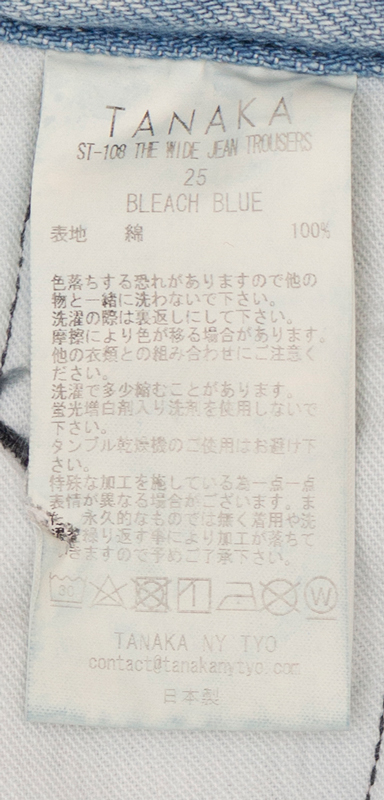 TANAKA
ST-108 THE WIDE JEAN TROUSERS
25
BLEACH BLUE
表地 綿 100%
色落ちする恐れがありますので他の
物と一緒に洗わないで下さい。
洗濯の際は裏返しにして下さい。
摩擦により色が移る場合があります。
他の衣類との組み合わせにご注意く
ださい。
洗濯で多少縮むことがあります。
蛍光増白剤入り洗剤を使用しないで
下さい。
タンブル乾燥機のご使用はお避け下
さい。
特殊な加工を施している為一点一点
表情が異なる場合がございます。ま
た、永久的なものでは無く着用や洗
繰り返す事により加工が落ちて
きますので予めご了承下さい。
30
W
TANAKA NY TYO
contact@tanakanytyo.com
日本製